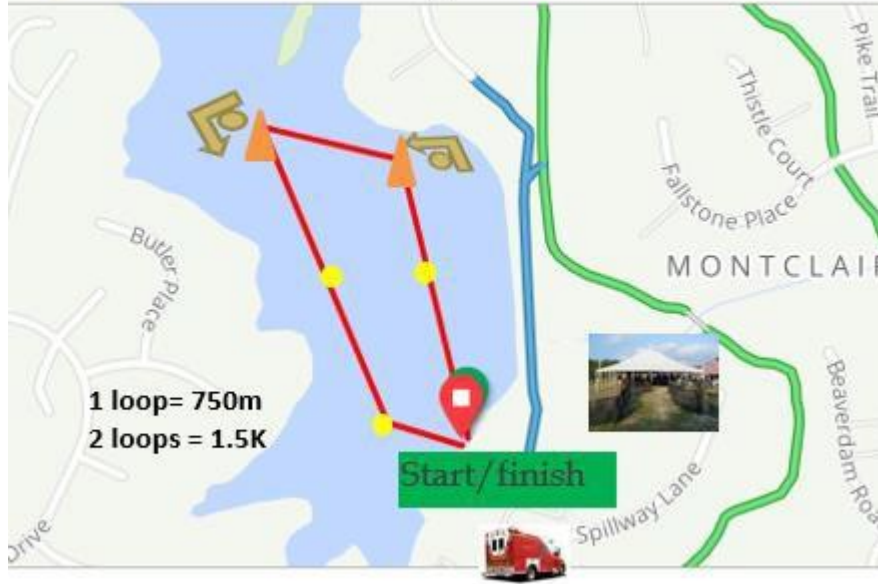 Pike Trail
Thistle Court
Fallstone Place
Butler Place
MONTCLAIR
1 loop= 750m
2 loops = 1.5K
Beaverdam Roa
Start/finish
Spillway Lane
Drive